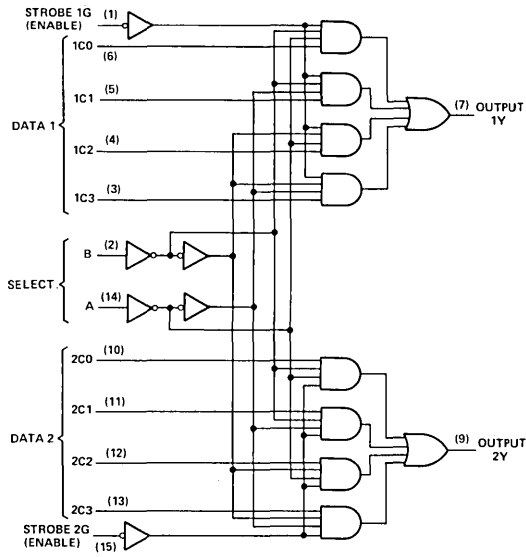 STROBE 1G (1)
(ENABLE)
1C0
(6)
1C1 (5)
DATA 1
1C2 (4)
1C3 (3)
(7) OUTPUT
1Y
B (2)
SELECT
A (14)
2C0 (10)
2C1 (11)
DATA 2
2C2 (12)
2C3 (13)
(9) OUTPUT
2Y
STROBE 2G
(ENABLE) (15)